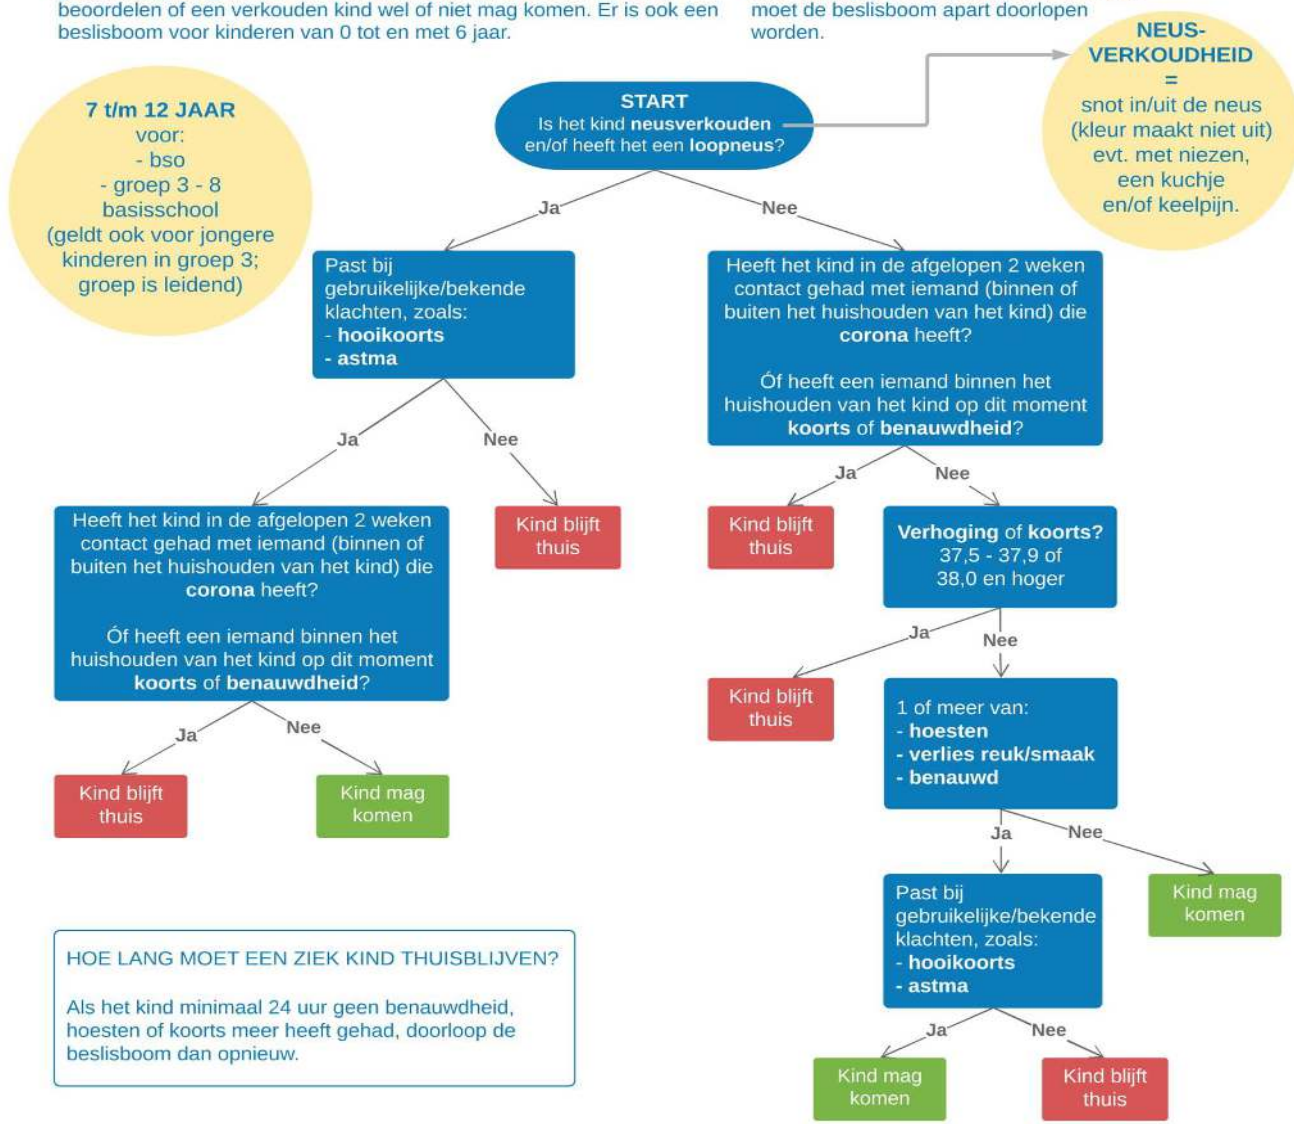 beoordelen of een verkouden kind wel of niet mag komen. Er is ook een
beslisboom voor kinderen van 0 tot en met 6 jaar.
moet de beslisboom apart doorlopen
worden.
7 t/m 12 JAAR
voor:
- bso
- groep 3 - 8
basisschool
(geldt ook voor jongere
kinderen in groep 3;
groep is leidend)
START
Is het kind neusverkouden
en/of heeft het een loopneus?
NEUS-
VERKOUDHEID
=
snot in/uit de neus
(kleur maakt niet uit)
evt. met niezen,
een kuchje
en/of keelpijn.
Ja
Nee
Past bij
gebruikelijke/bekende
klachten, zoals:
- hooikoorts
- astma
Heeft het kind in de afgelopen 2 weken
contact gehad met iemand (binnen of
buiten het huishouden van het kind) die
corona heeft?
Óf heeft een iemand binnen het
huishouden van het kind op dit moment
koorts of benauwdheid?
Ja
Nee
Ja
Nee
Heeft het kind in de afgelopen 2 weken
contact gehad met iemand (binnen of
buiten het huishouden van het kind) die
corona heeft?
Óf heeft een iemand binnen het
huishouden van het kind op dit moment
koorts of benauwdheid?
Kind blijft
thuis
Kind blijft
thuis
Verhoging of koorts?
37,5 - 37,9 of
38,0 en hoger
Ja
Nee
Kind blijft
thuis
1 of meer van:
- hoesten
- verlies reuk/smaak
- benauwd
Ja
Nee
Kind blijft
thuis
Kind mag
komen
Ja
Nee
Past bij
gebruikelijke/bekende
klachten, zoals:
- hooikoorts
- astma
Kind mag
komen
HOE LANG MOET EEN ZIEK KIND THUISBLIJVEN?
Als het kind minimaal 24 uur geen benauwdheid,
hoesten of koorts meer heeft gehad, doorloop de
beslisboom dan opnieuw.
Ja
Nee
Kind mag
komen
Kind blijft
thuis